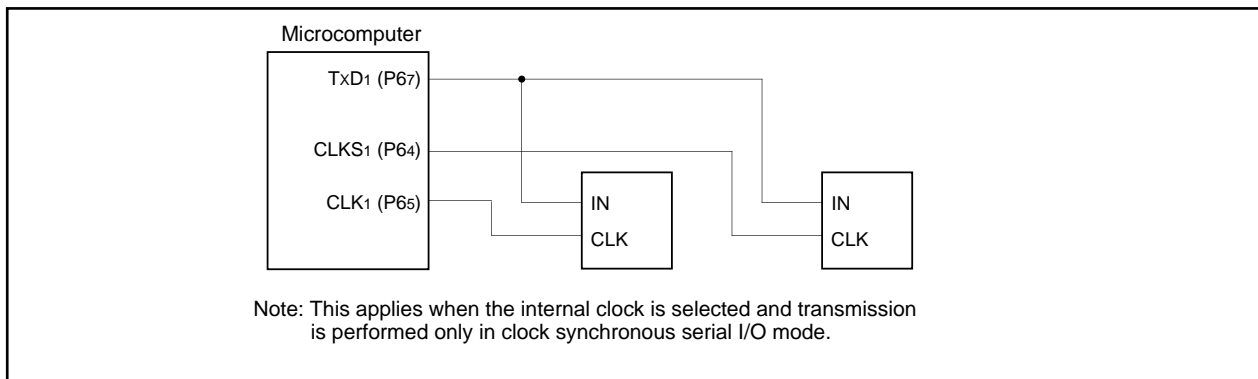 Microcomputer
TXD1 (P67)
CLKS1 (P64)
CLK1 (P65)
IN
CLK
IN
CLK
Note: This applies when the internal clock is selected and transmission
is performed only in clock synchronous serial I/O mode.